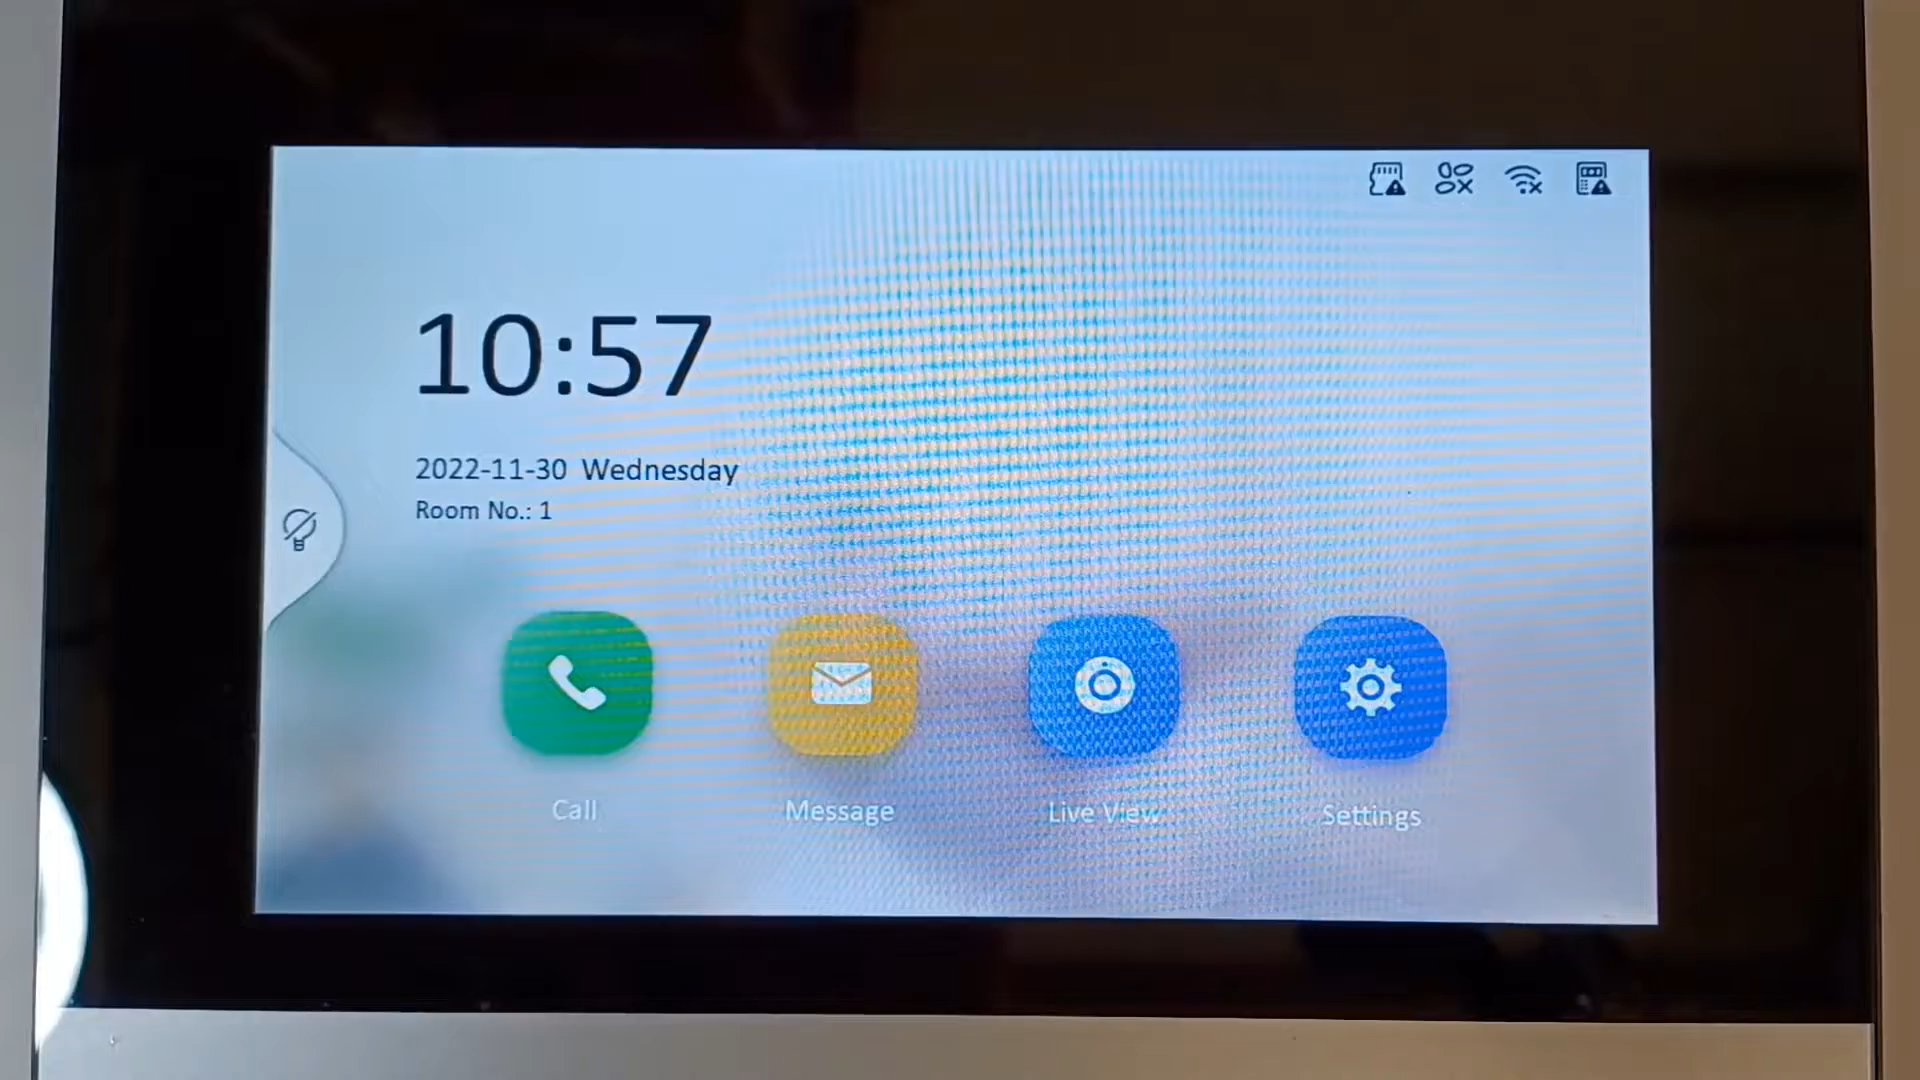 10:57
2022-11-30 Wednesday
Room No.: 1
Call
Message
Live View
Settings